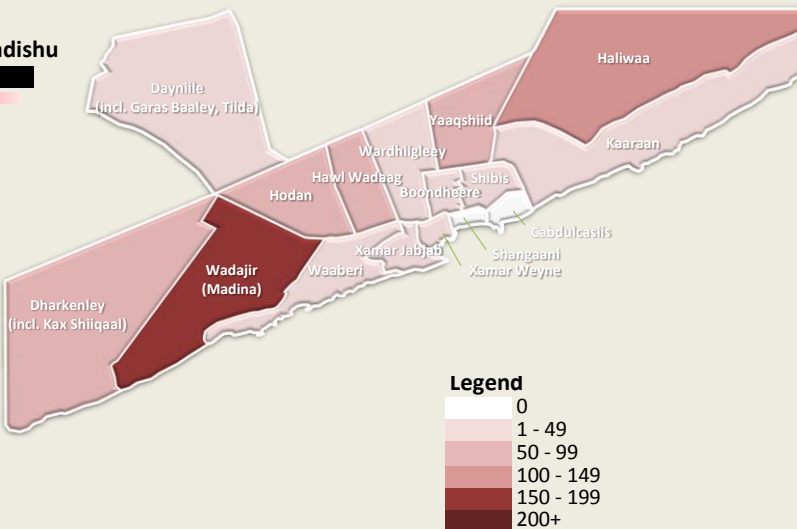 adishu
Dayniile
(incl. Garas Baaley, Tiida)
Haliwaa
Yaaqshiid
Kaaraan
Wardhiigleey
Hawl Wadaag
Shibis
Boondheere
Hodan
Cabdulcasiis
Xamar Jabjab
Shangaani
Xamar Weyne
Wadajir
(Madina)
Waaberi
Dharkenley
(incl. Kax Shiiqaal)
Legend
0
1 - 49
50 - 99
100 - 149
150 - 199
200+